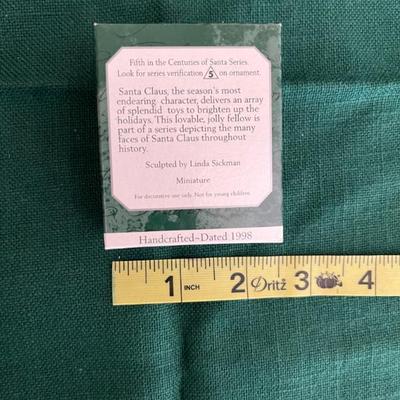 Fifth in the Centuries of Santa Series.
Look for series verification 5 on ornament.
Santa Claus, the season's most
endearing character, delivers an array
of splendid toys to brighten up the
holidays. This lovable, jolly fellow is
part of a series depicting the many
faces of Santa Claus throughout
history.
Sculpted by Linda Sickman
Miniature
For decorative use only. Not for young children.
Handcrafted~Dated 1998
1 INCH 2 Dritz 3 4